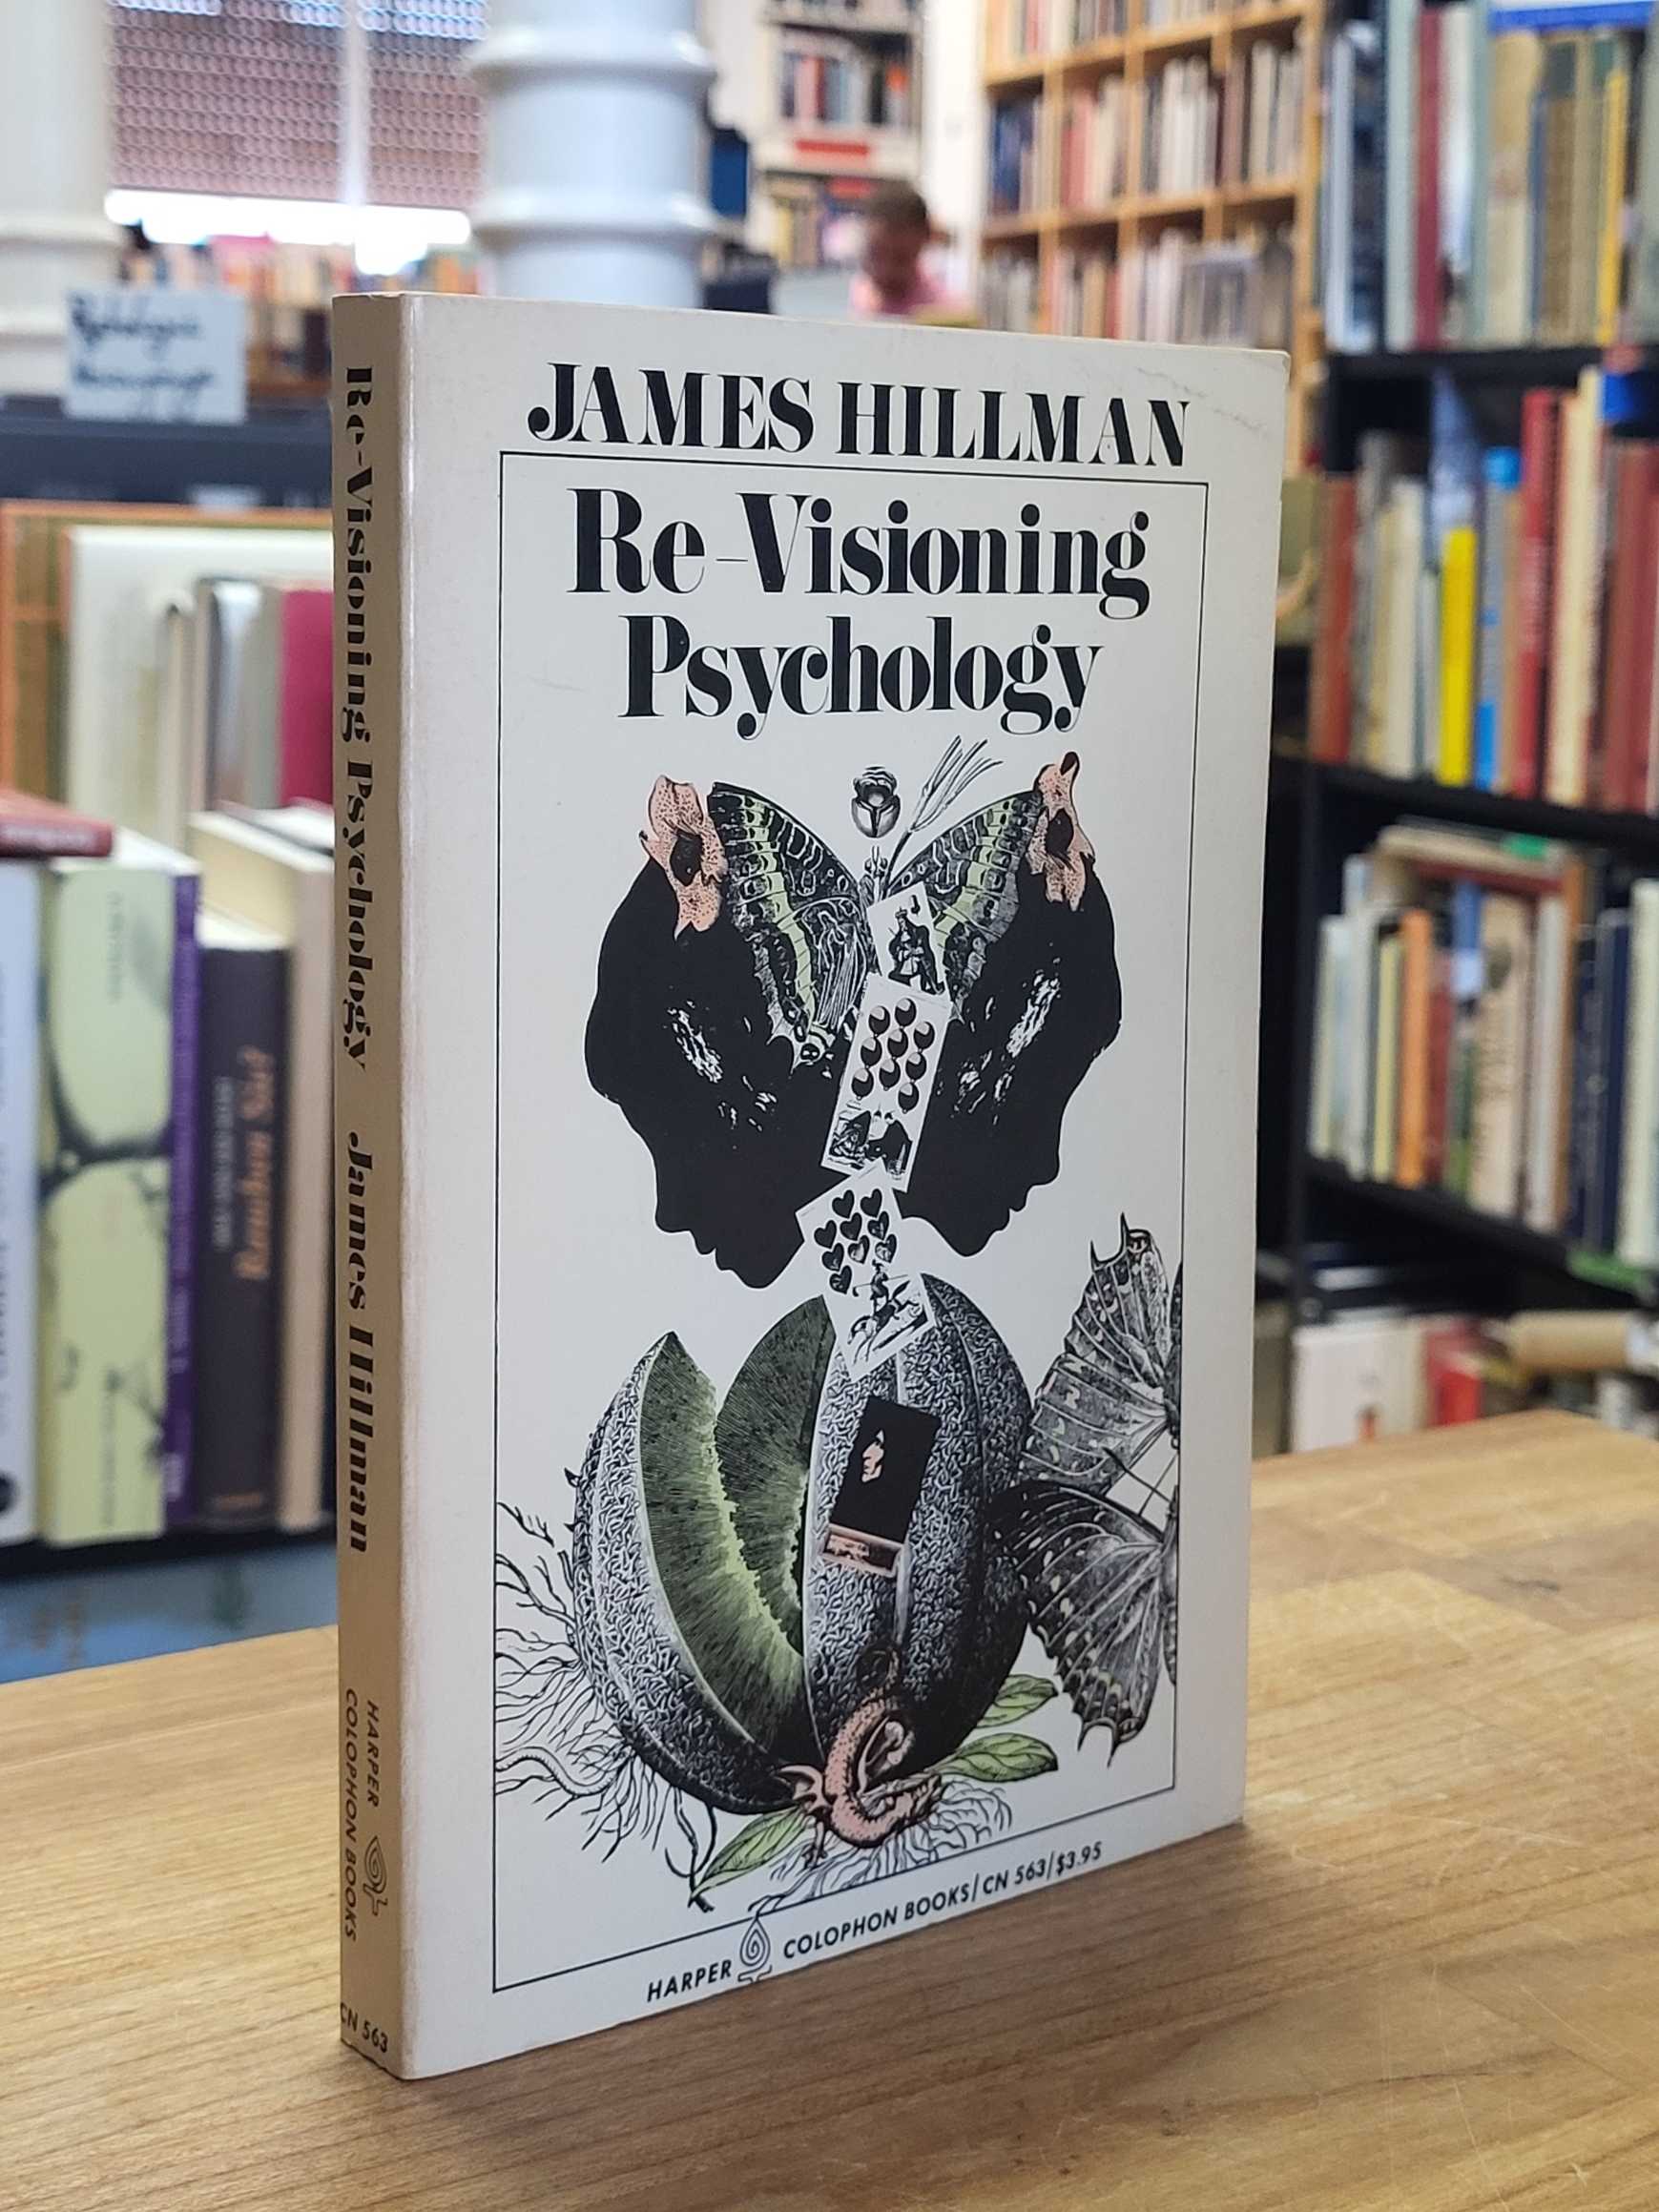 JAMES HILLMAN
Re-Visioning
Psychology
HARPER COLOPHON BOOKS/CN 563/$3.95
Re-Visioning Psychology James Hillman
HARPER
COLOPHON BOOKS
CN 563